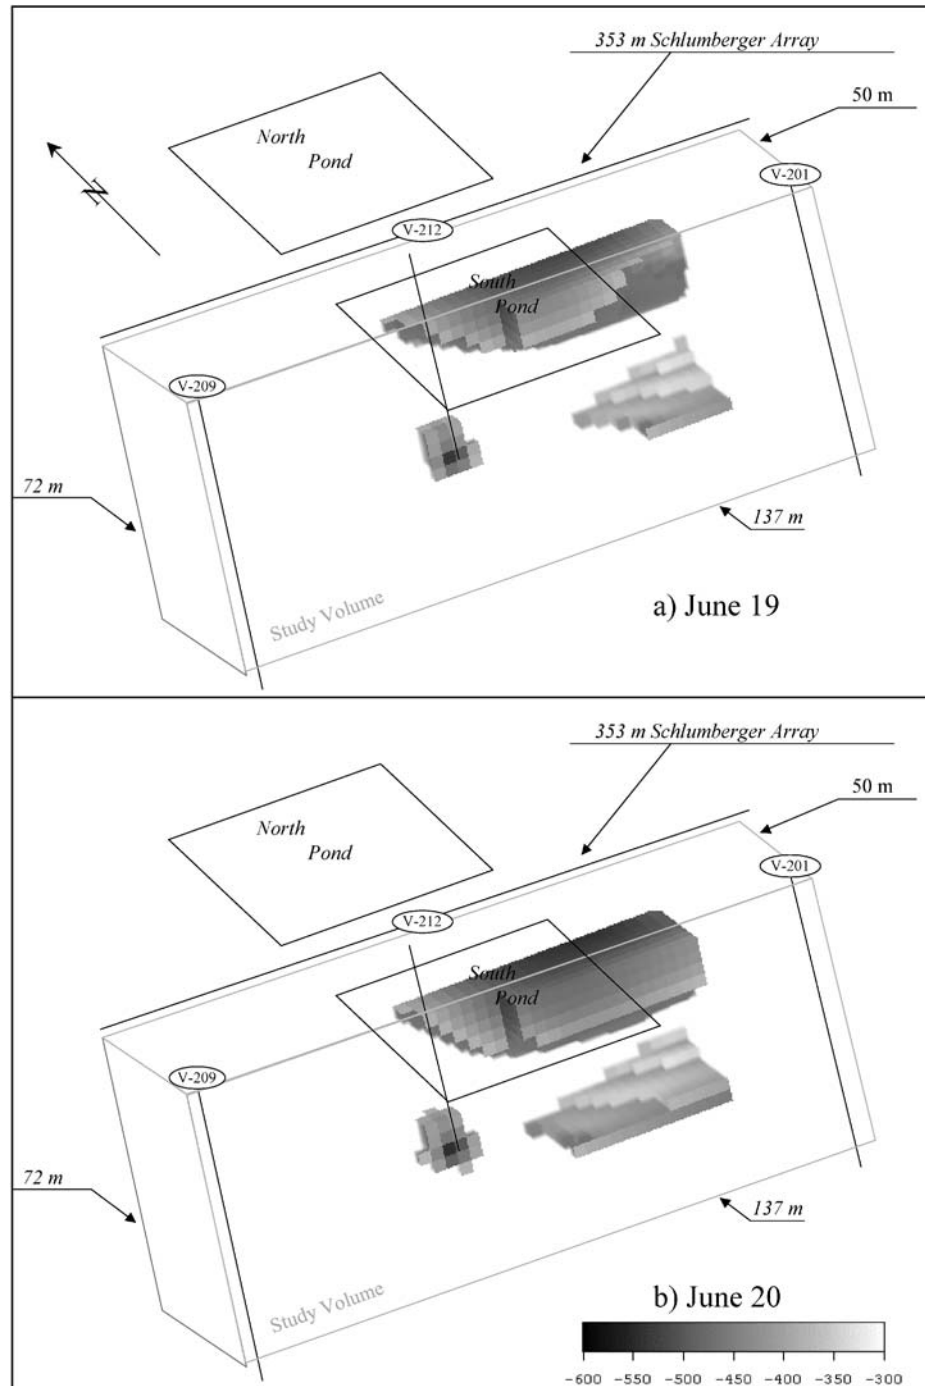 353 m Schlumberger Array
50 m
North
Pond
N
V-201
V-212
South
Pond
V-209
72 m
137 m
Study Volume
a) June 19
353 m Schlumberger Array
50 m
North
Pond
V-201
V-212
South
Pond
V-209
72 m
137 m
Study Volume
b) June 20
-600 -550 -500 -450 -400 -350 -300